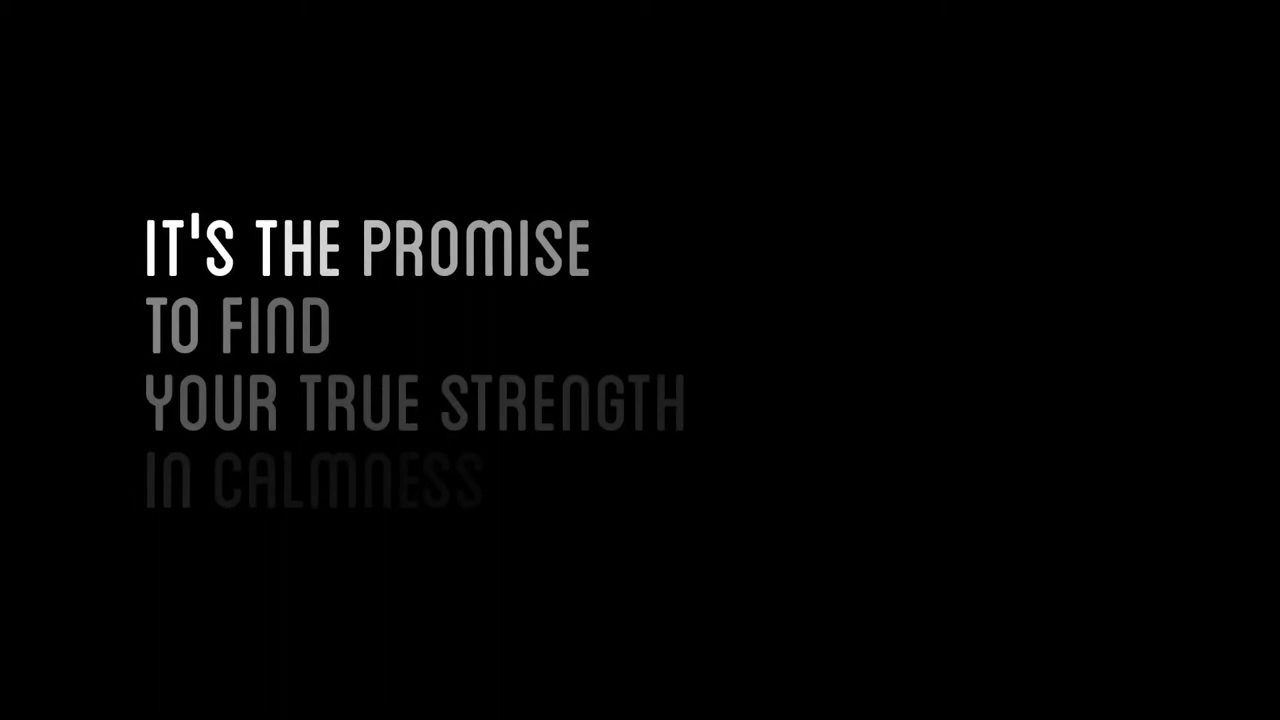 IT'S THE PROMISE
TO FIND
YOUR TRUE STRENGTH
IN CALMNESS